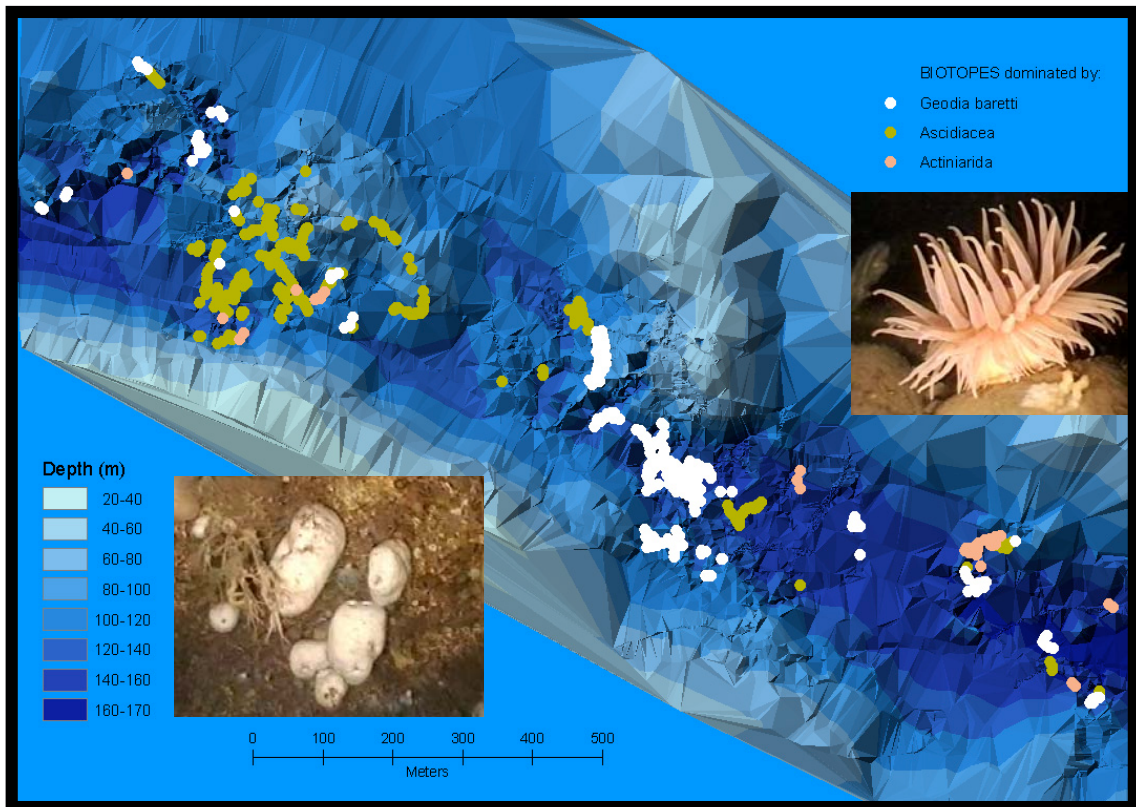 BIOTOPES dominated by:
Geodia baretti
Ascidiacea
Actiniarida
Depth (m)
20-40
40-60
60-80
80-100
100-120
120-140
140-160
160-170
0 100 200 300 400 500
Meters